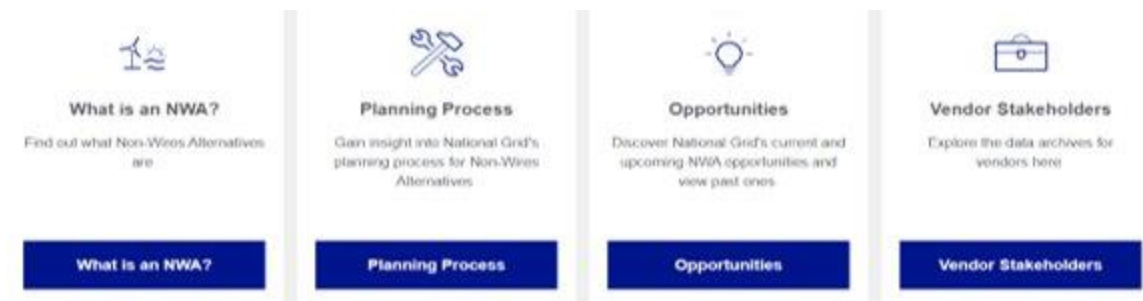 What is an NWA?
Find out what Non-Wires Alternatives
are
What is an NWA?
Planning Process
Gain insight into National Grid's
planning process for Non-Wires
Alternatives
Planning Process
Opportunities
Discover National Grid's current and
upcoming NWA opportunities and
view past ones
Opportunities
Vendor Stakeholders
Explore the data archives for
vendors here
Vendor Stakeholders